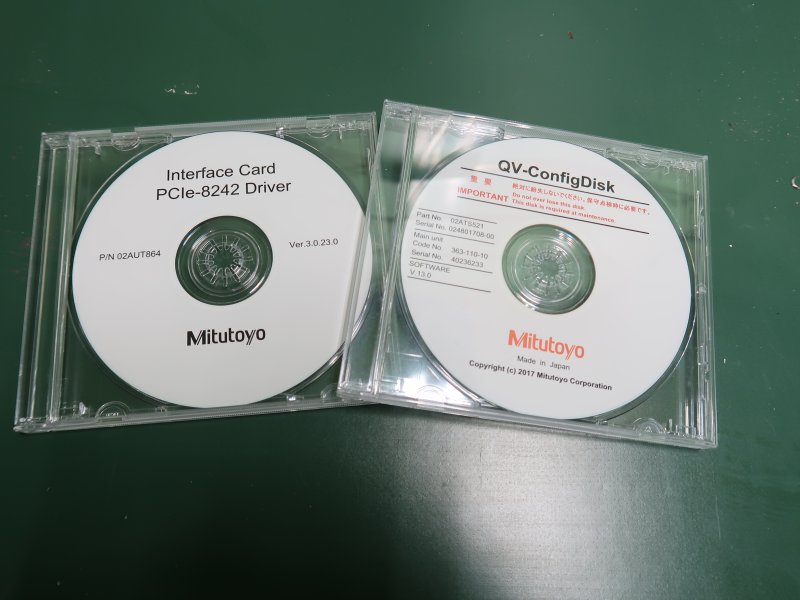 Interface Card
PCIe-8242 Driver
P/N 02AUT864
Ver.3.0.23.0
Mitutoyo
QV-ConfigDisk
重要 絶対に紛失しないでください。保守点検時に必要です。
IMPORTANT Do not ever lose this disk.
This disk is required at maintenance.
Part No. 02ATS521
Serial No. 024801708-00
Main unit
Code No. 363-110-10
Serial No. 40236233
SOFTWARE
V.13.0
Mitutoyo
Made in Japan
Copyright (c) 2017 Mitutoyo Corporation